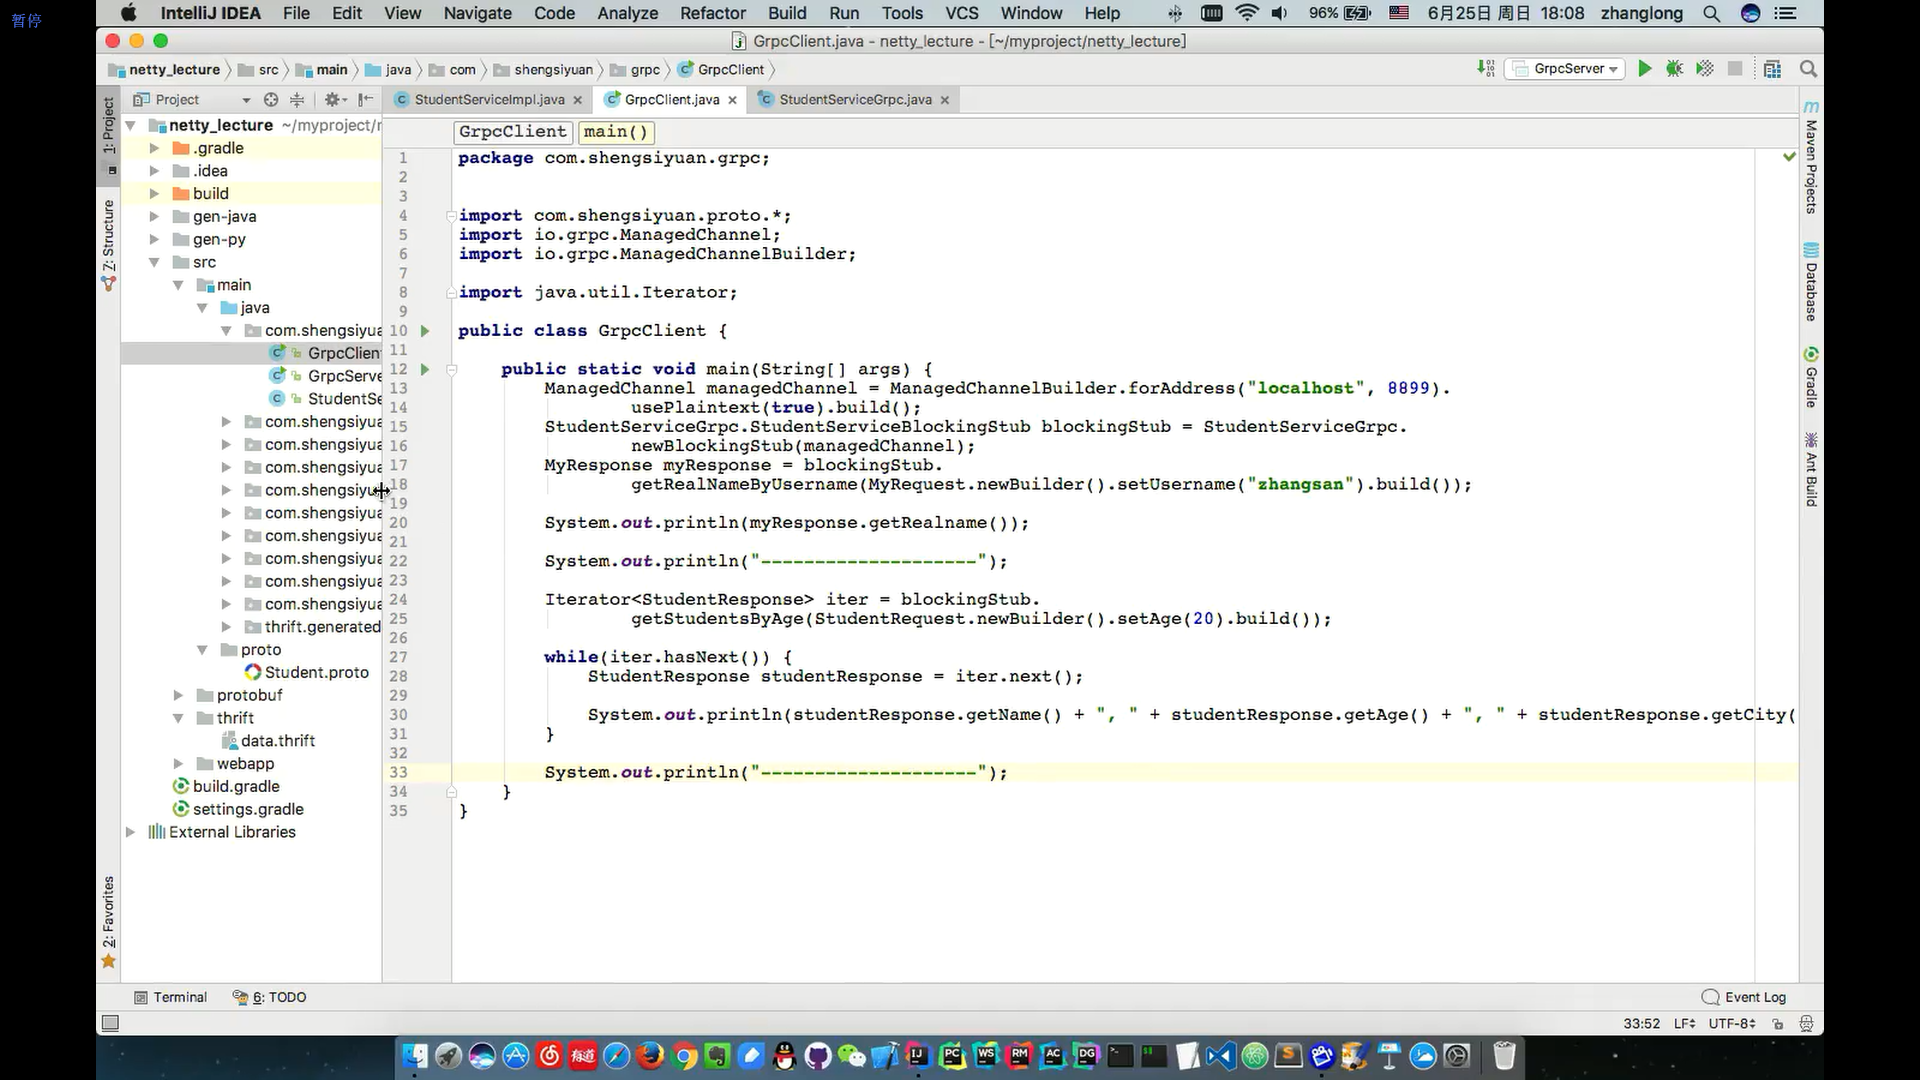 暂停
IntelliJ IDEA File Edit View Navigate Code Analyze Refactor Build Run Tools VCS Window Help 96% 6月25日 周日 18:08 zhanglong
GrpcClient.java - netty_lecture - [~/myproject/netty_lecture]
netty_lecture src main java com shengsiyuan grpc GrpcClient GrpcServer
Project StudentServiceImpl.java GrpcClient.java StudentServiceGrpc.java
1: Project
Z: Structure
2: Favorites
netty_lecture ~/myproject/
.gradle
.idea
build
gen-java
gen-py
src
main
java
com.shengsiyua
GrpcClien
GrpcServe
StudentSe
com.shengsiyua
com.shengsiyua
com.shengsiyua
com.shengsiyu
com.shengsiyua
com.shengsiyua
com.shengsiyua
com.shengsiyua
com.shengsiyua
thrift.generated
proto
Student.proto
protobuf
thrift
data.thrift
webapp
build.gradle
settings.gradle
External Libraries
GrpcClient main()
1 package com.shengsiyuan.grpc;
2
3
4 import com.shengsiyuan.proto.*;
5 import io.grpc.ManagedChannel;
6 import io.grpc.ManagedChannelBuilder;
7
8 import java.util.Iterator;
9
10 public class GrpcClient {
11
12 public static void main(String[] args) {
13 ManagedChannel managedChannel = ManagedChannelBuilder.forAddress("localhost", 8899).
14 usePlaintext(true).build();
15 StudentServiceGrpc.StudentServiceBlockingStub blockingStub = StudentServiceGrpc.
16 newBlockingStub(managedChannel);
17 MyResponse myResponse = blockingStub.
18 getRealNameByUsername(MyRequest.newBuilder().setUsername("zhangsan").build());
19
20 System.out.println(myResponse.getRealname());
21
22 System.out.println("--------------------");
23
24 Iterator<StudentResponse> iter = blockingStub.
25 getStudentsByAge(StudentRequest.newBuilder().setAge(20).build());
26
27 while(iter.hasNext()) {
28 StudentResponse studentResponse = iter.next();
29
30 System.out.println(studentResponse.getName() + ", " + studentResponse.getAge() + ", " + studentResponse.getCity(
31 }
32
33 System.out.println("--------------------");
34 }
35 }
Maven Projects
Database
Gradle
Ant Build
Terminal 6: TODO Event Log
33:52 LF UTF-8
有道 IJ PC WS RM AC DG